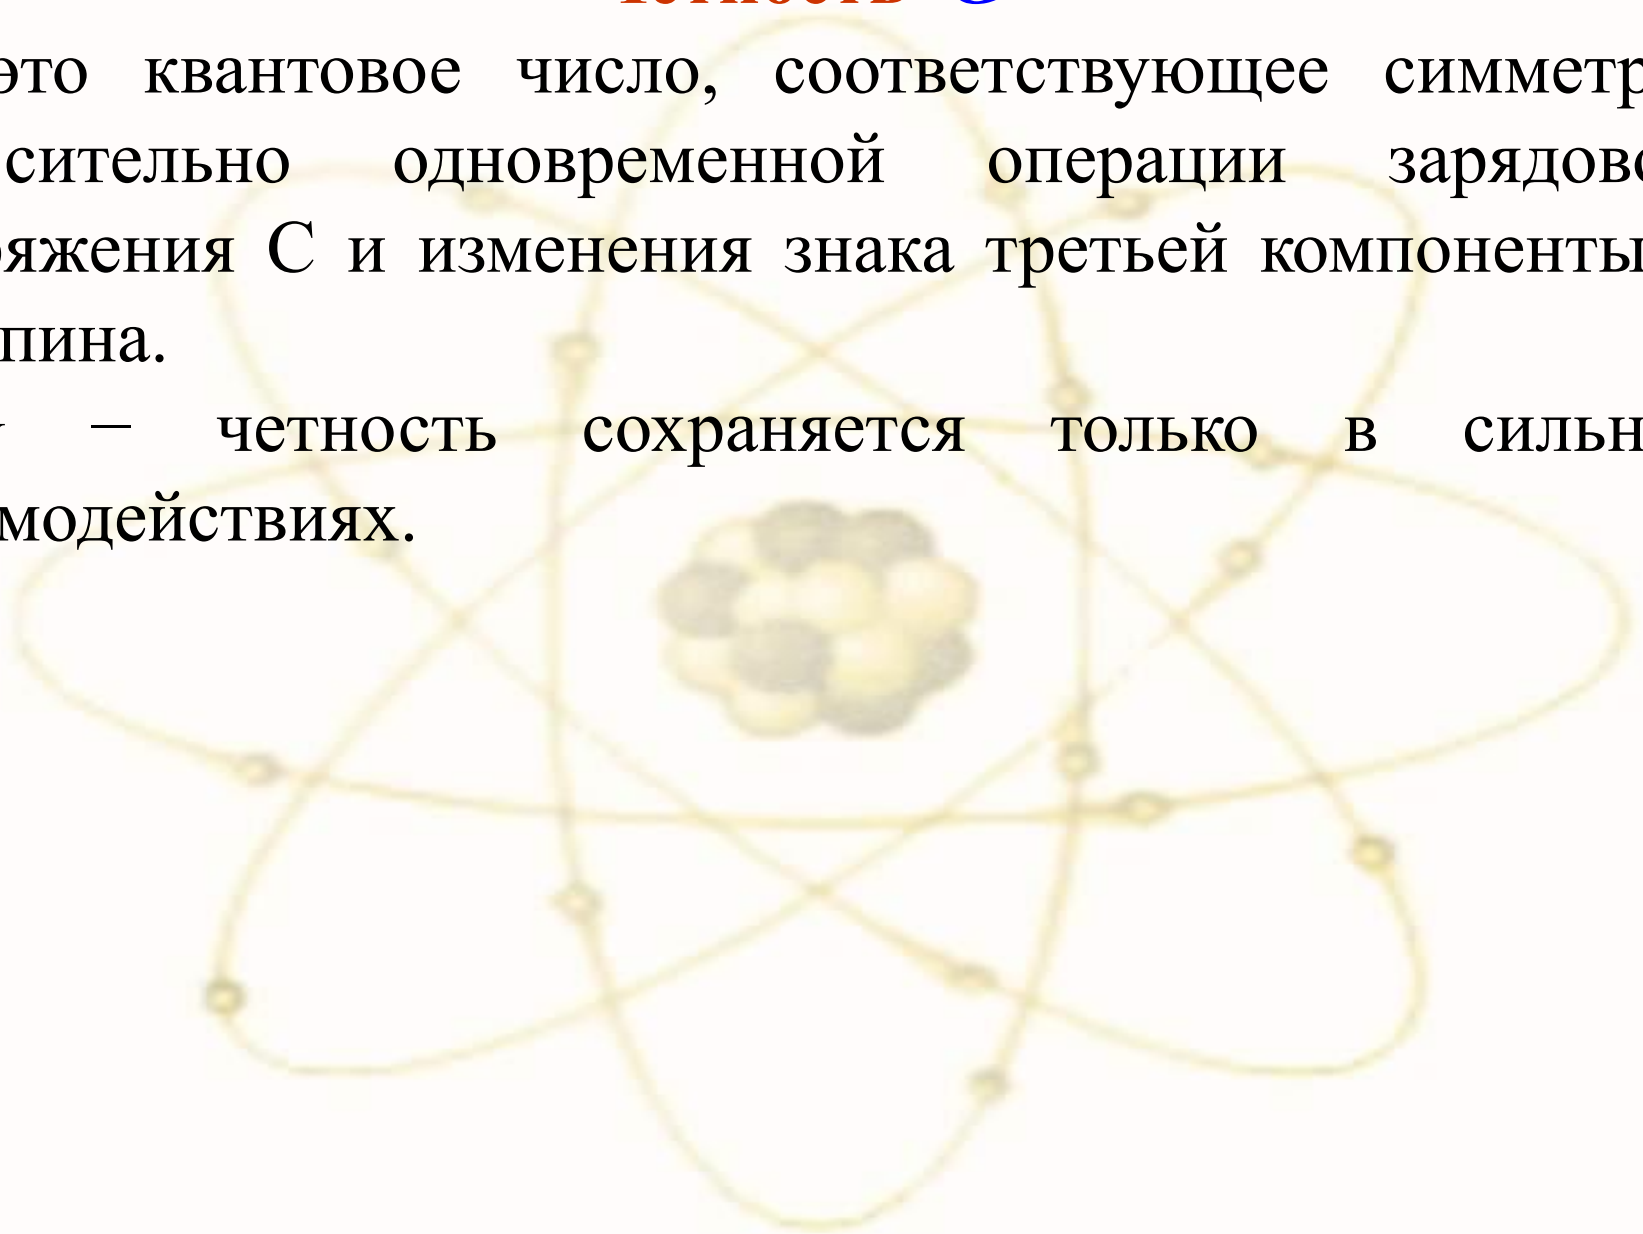 это квантовое число, соответствующее симметр
сительно одновременной операции зарядово
ряжения С и изменения знака третьей компоненты
пина.
– четность сохраняется только в сильн
модействиях.